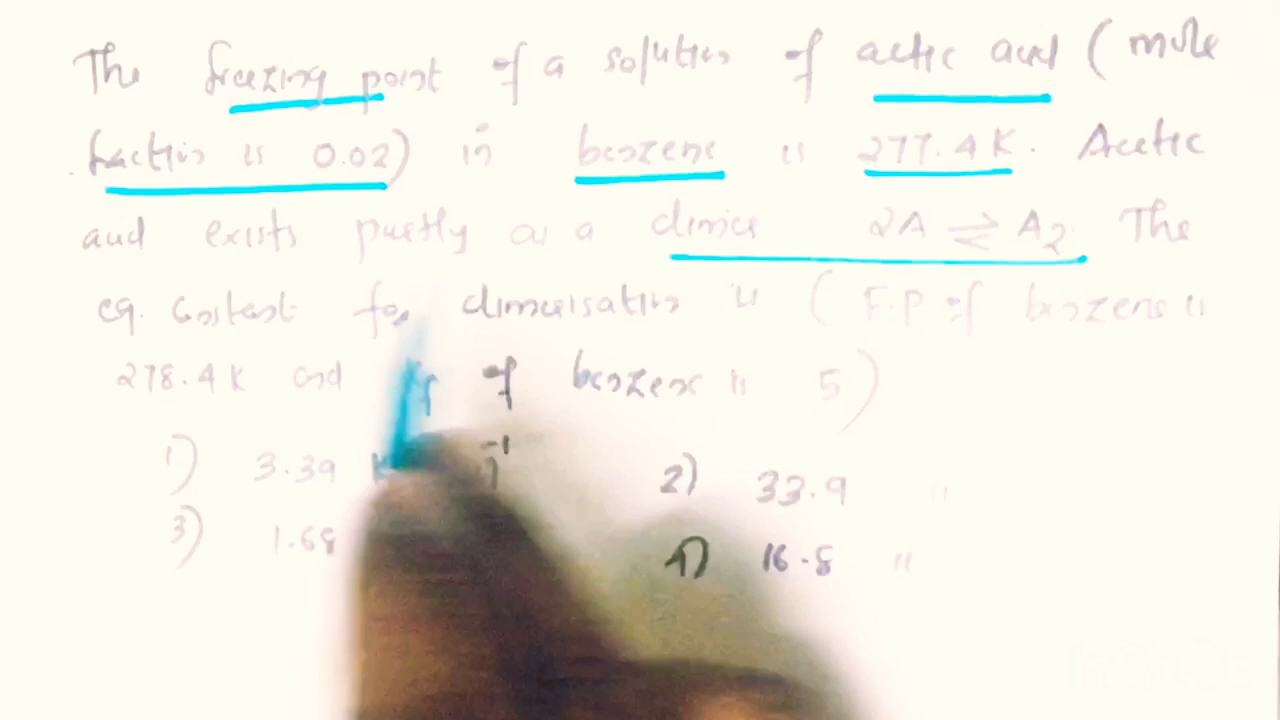 The freezing point of a solution of acetic acid ( mole
fraction is 0.02) in benzene is 277.4 K. Acetic
acid exists partly as a dimer 2A ⇌ A2. The
eq. constant for dimerisation is ( F.P of benzene is
278.4 K and Kf of benzene is 5 )
1) 3.39 -1 2) 33.9 "
3) 1.68 4) 16.8 "